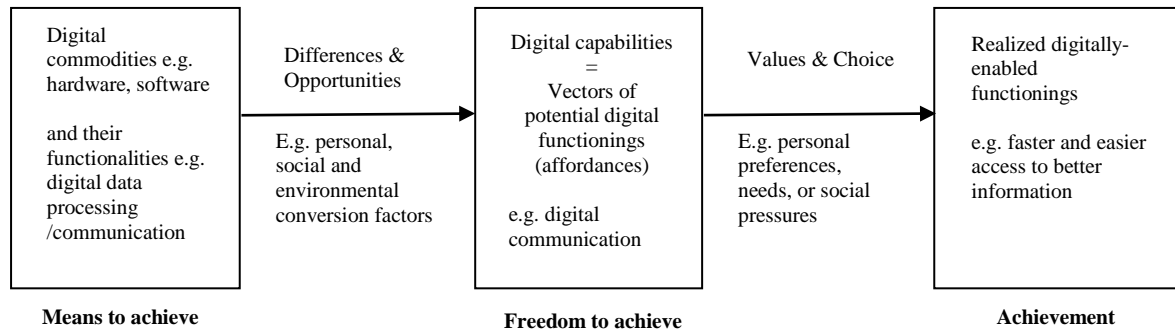 Digital
commodities e.g.
hardware, software
and their
functionalities e.g.
digital data
processing
/communication
Means to achieve
Differences &
Opportunities
E.g. personal,
social and
environmental
conversion factors
Digital capabilities
=
Vectors of
potential digital
functionings
(affordances)
e.g. digital
communication
Freedom to achieve
Values & Choice
E.g. personal
preferences,
needs, or social
pressures
Realized digitally-
enabled
functionings
e.g. faster and easier
access to better
information
Achievement